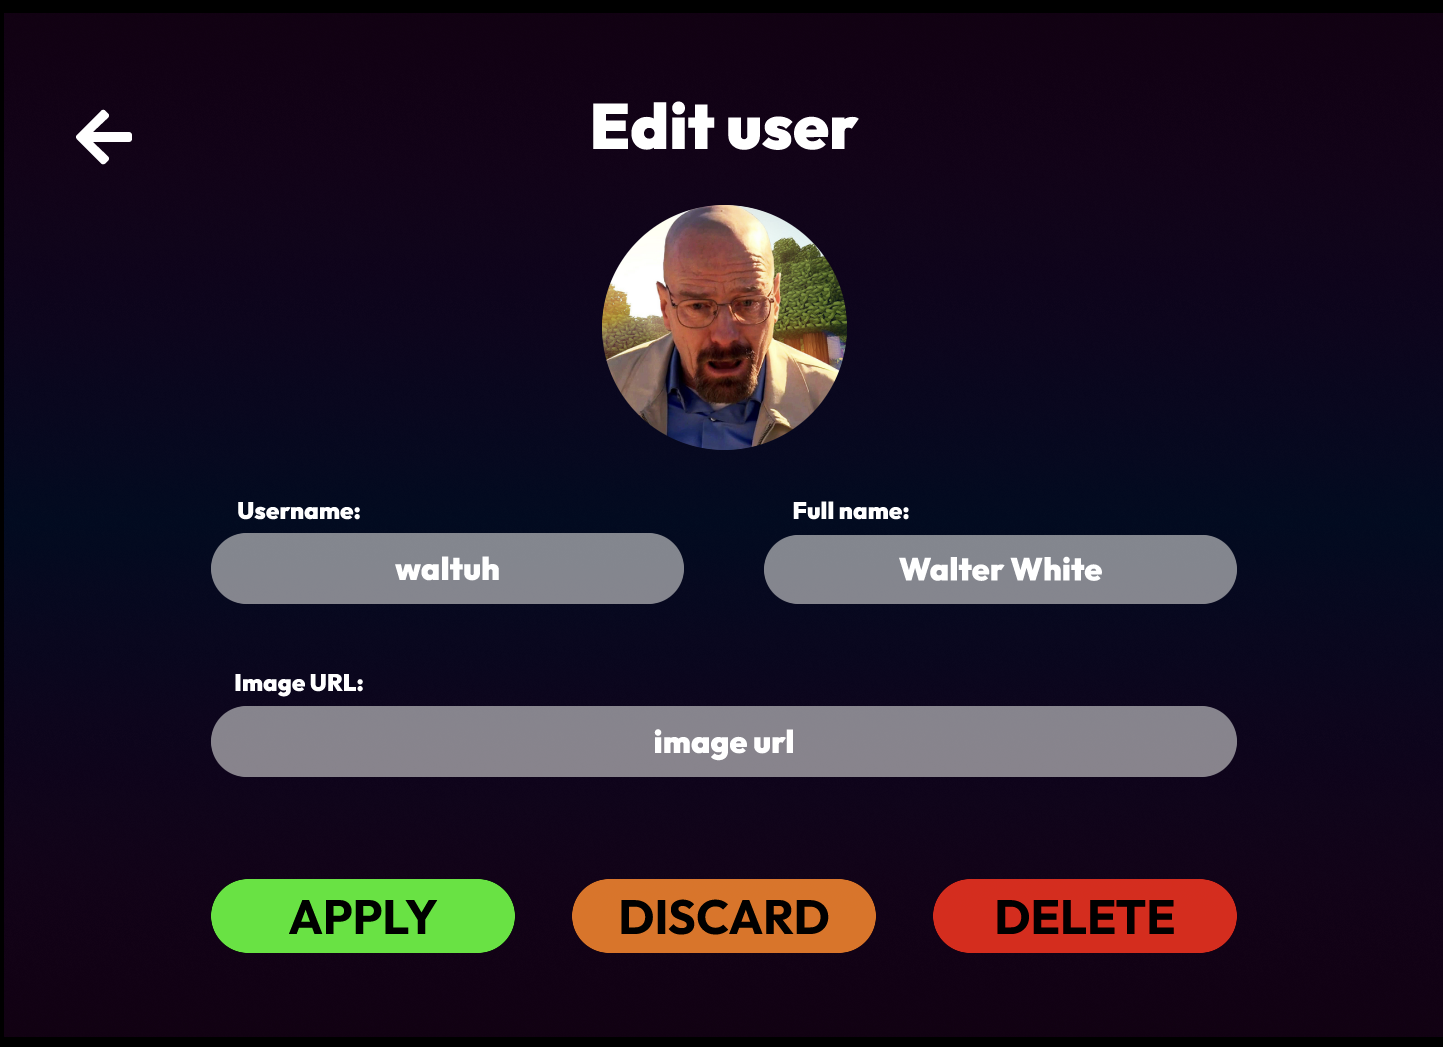 Edit user
Username:
Full name:
waltuh
Walter White
Image URL:
image url
APPLY
DISCARD
DELETE